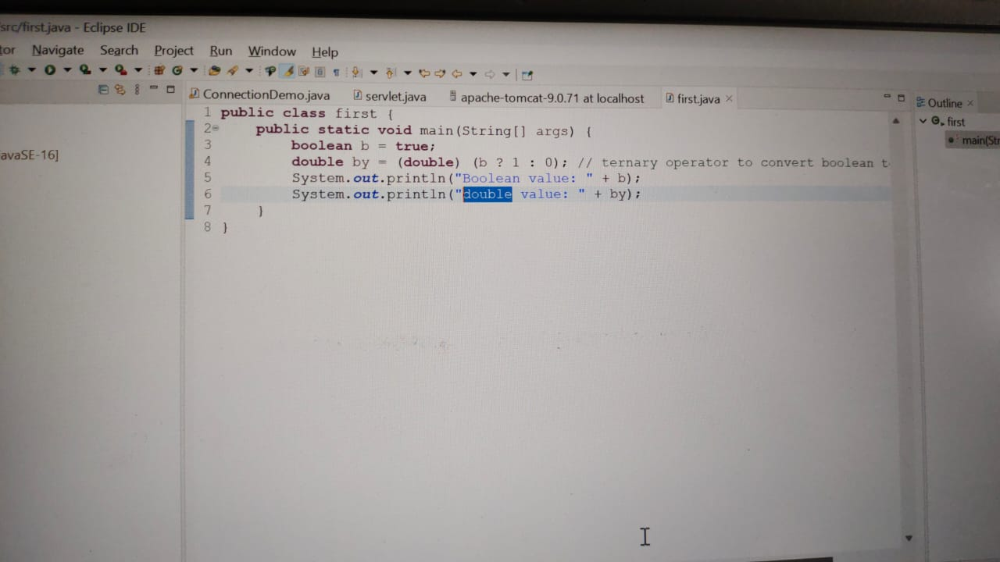 src/first.java - Eclipse IDE
tor Navigate Search Project Run Window Help
ConnectionDemo.java servlet.java apache-tomcat-9.0.71 at localhost first.java
Outline
1 public class first {
2 public static void main(String[] args) {
3 boolean b = true;
4 double by = (double) (b ? 1 : 0); // ternary operator to convert boolean t
5 System.out.println("Boolean value: " + b);
6 System.out.println("double value: " + by);
7 }
8 }
avaSE-16]
first
main(Str